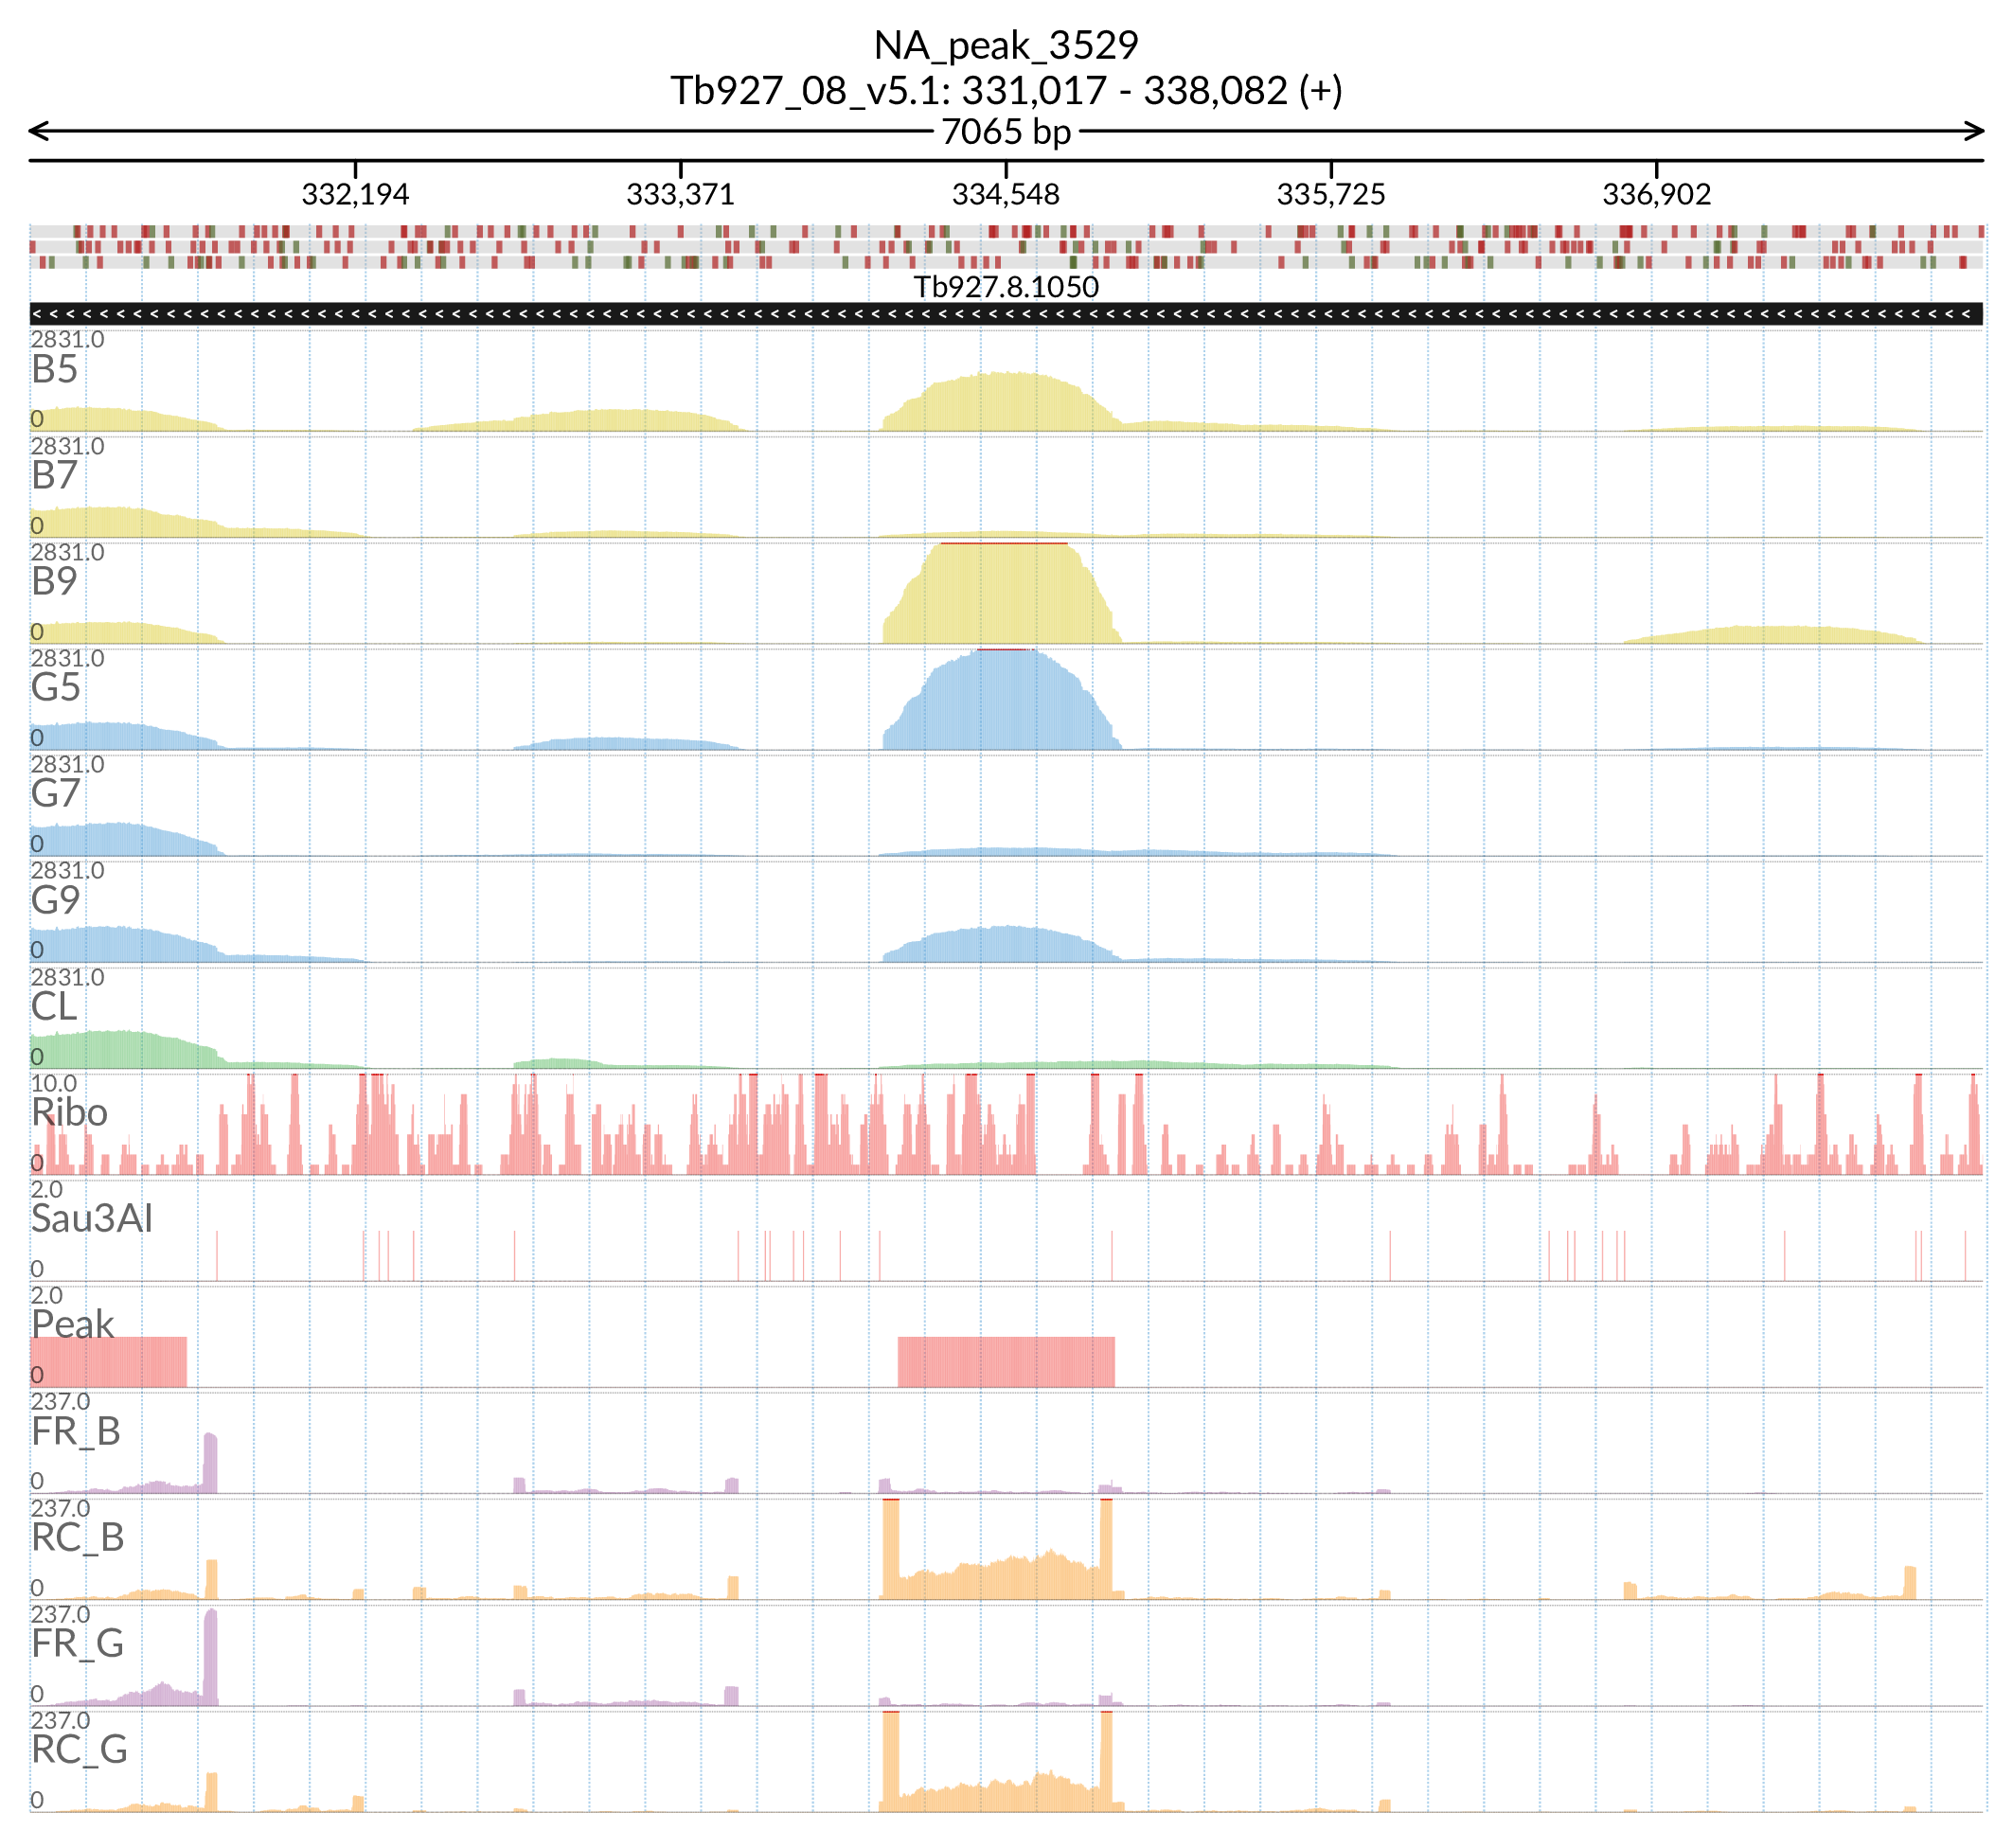 NA_peak_3529
Tb927_08_v5.1: 331,017 - 338,082 (+)
7065 bp
332,194 333,371 334,548 335,725 336,902
Tb927.8.1050
2831.0
B5
0
2831.0
B7
0
2831.0
B9
0
2831.0
G5
0
2831.0
G7
0
2831.0
G9
0
2831.0
CL
0
10.0
Ribo
0
2.0
Sau3AI
0
2.0
Peak
0
237.0
FR_B
0
237.0
RC_B
0
237.0
FR_G
0
237.0
RC_G
0